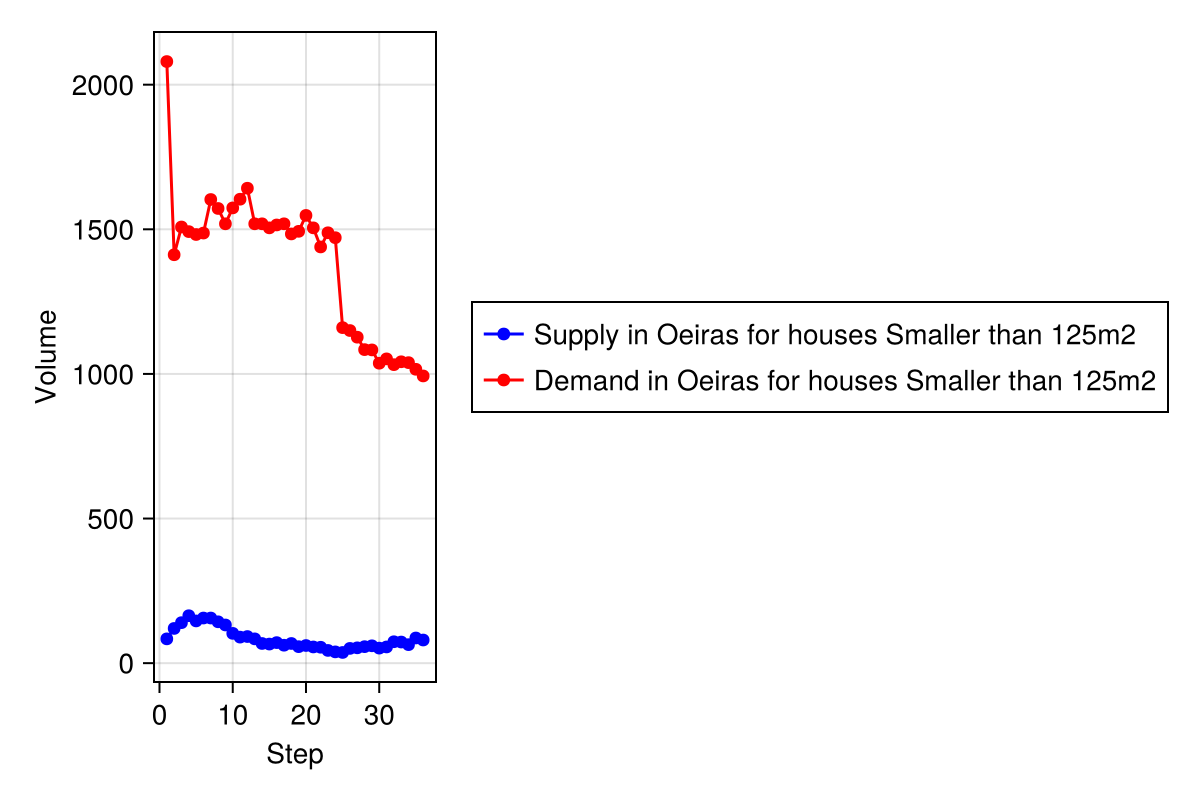 2000
1500
1000
500
0
Volume
0 10 20 30
Step
Supply in Oeiras for houses Smaller than 125m2
Demand in Oeiras for houses Smaller than 125m2